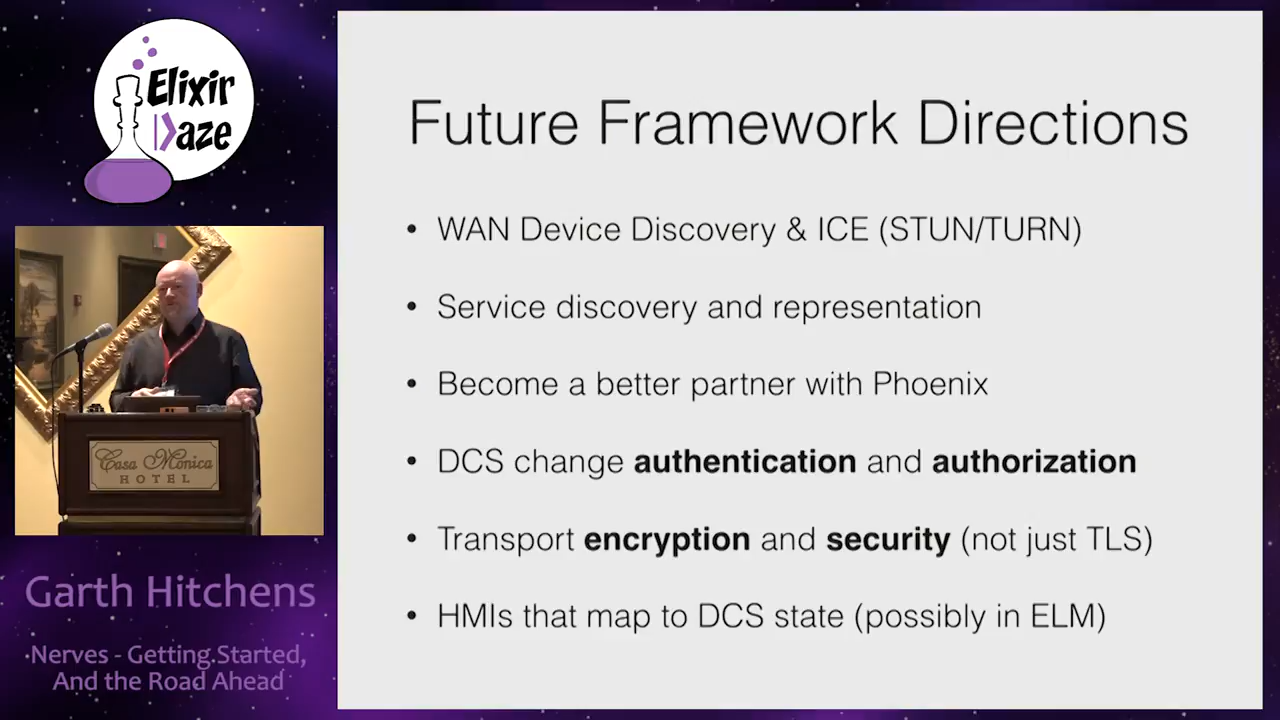 Elixir
Daze
Future Framework Directions
• WAN Device Discovery & ICE (STUN/TURN)
• Service discovery and representation
• Become a better partner with Phoenix
• DCS change authentication and authorization
• Transport encryption and security (not just TLS)
• HMIs that map to DCS state (possibly in ELM)
Casa Monica
HOTEL
Garth Hitchens
Nerves - Getting Started,
And the Road Ahead